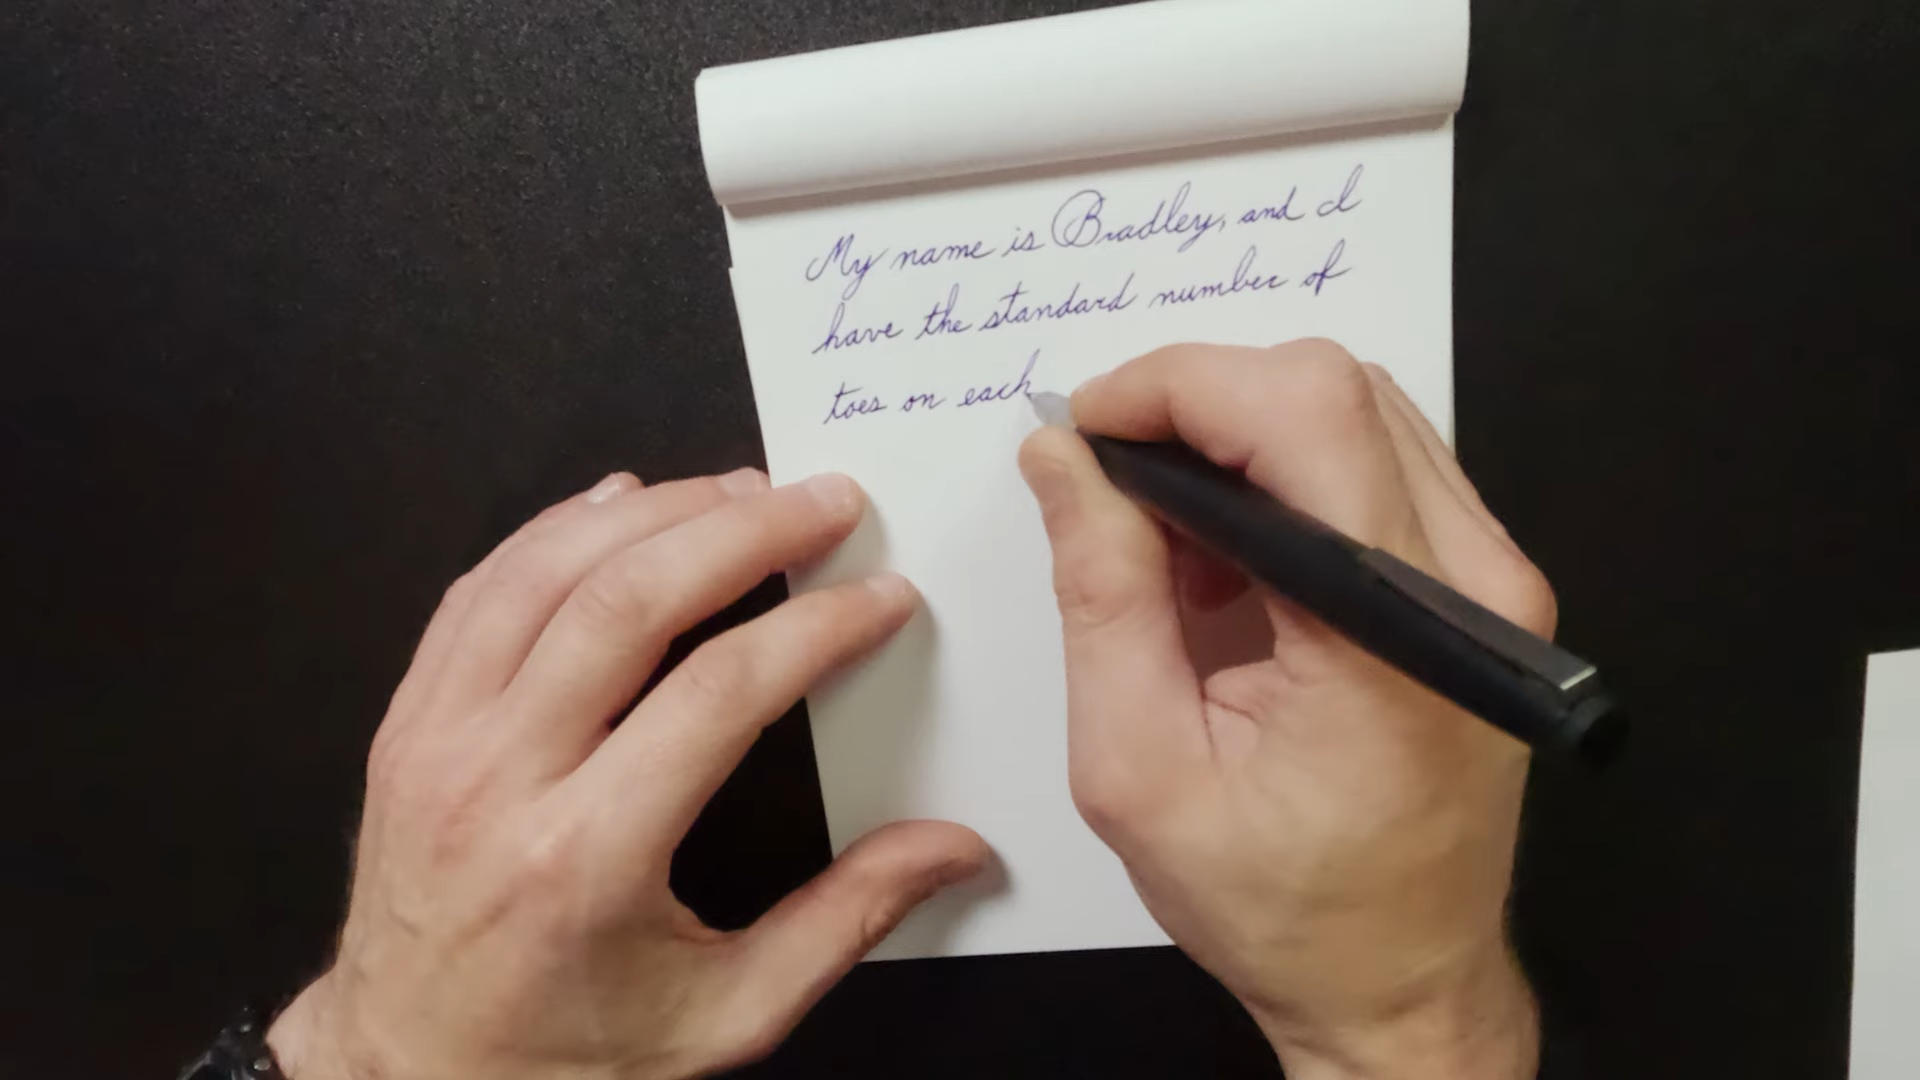 My name is Bradley, and I
have the standard number of
toes on each